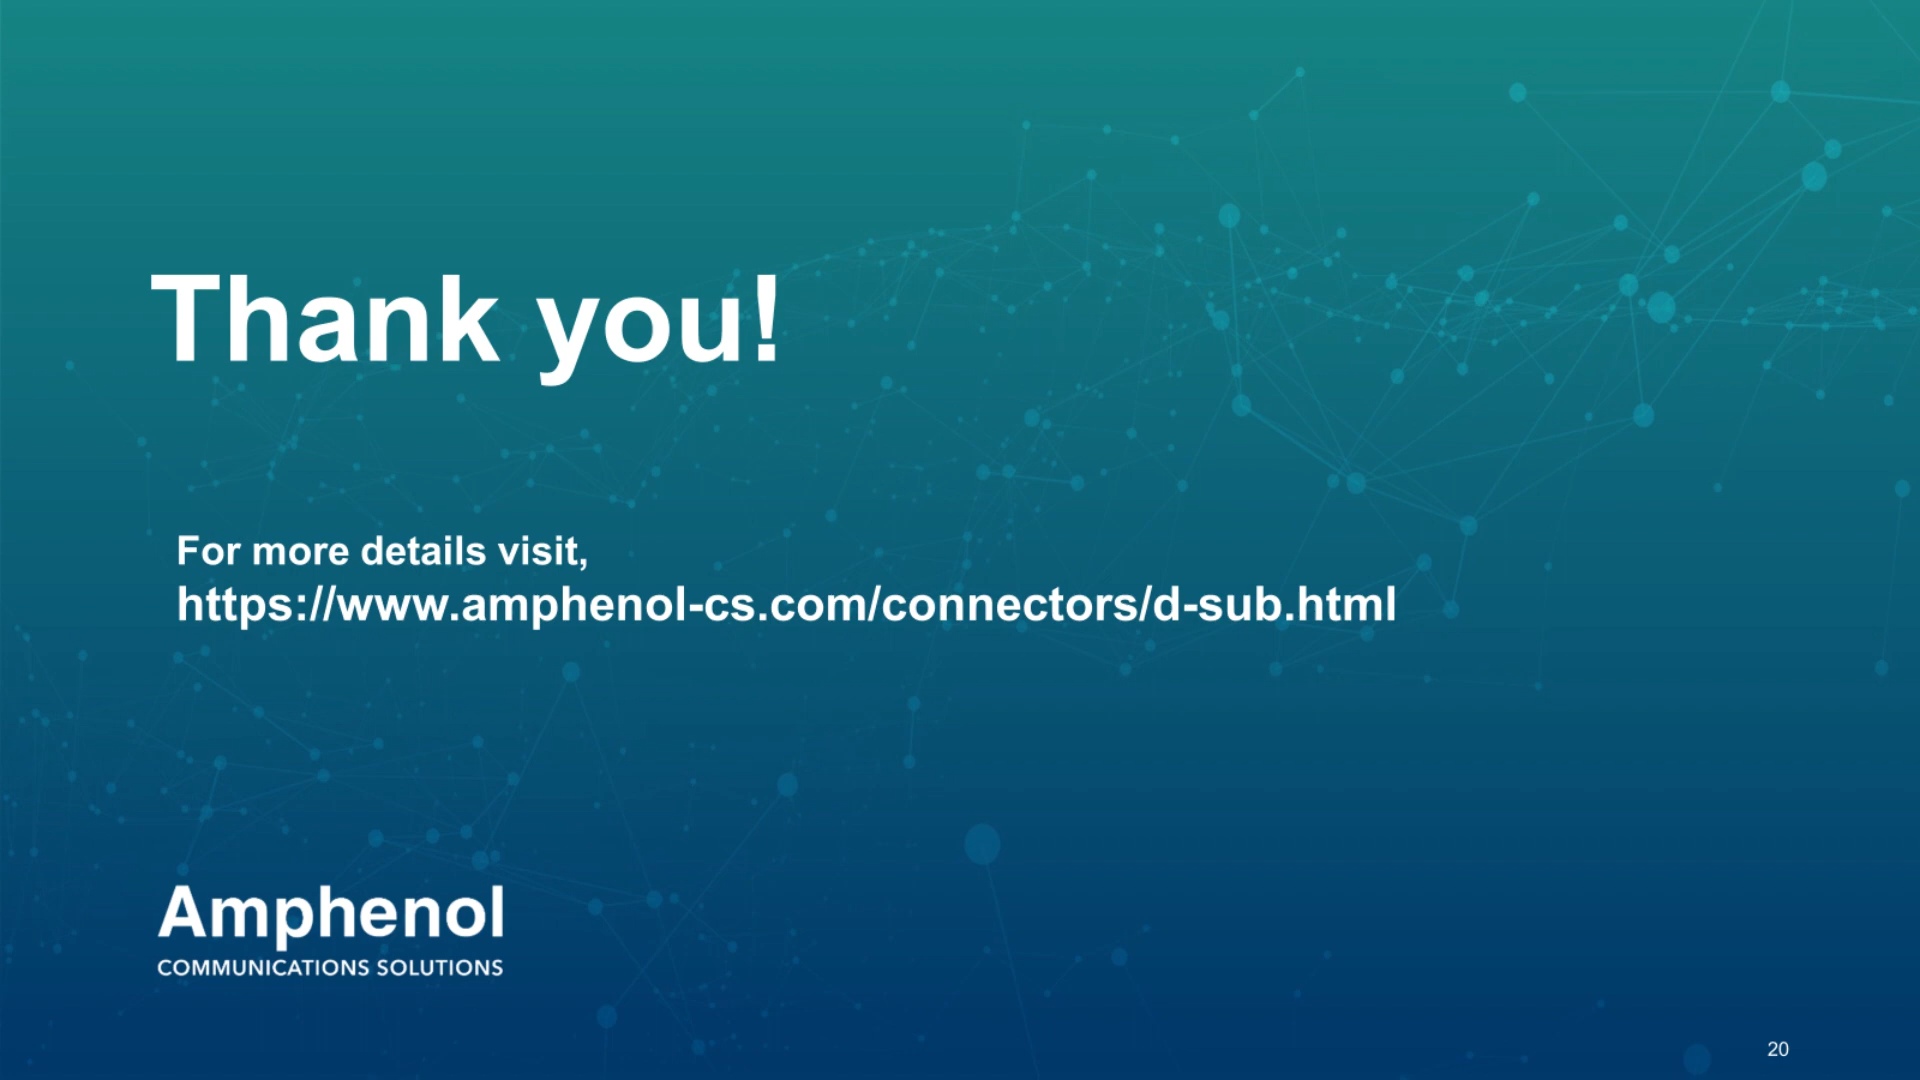 Thank you!
For more details visit,
https://www.amphenol-cs.com/connectors/d-sub.html
Amphenol
COMMUNICATIONS SOLUTIONS
20